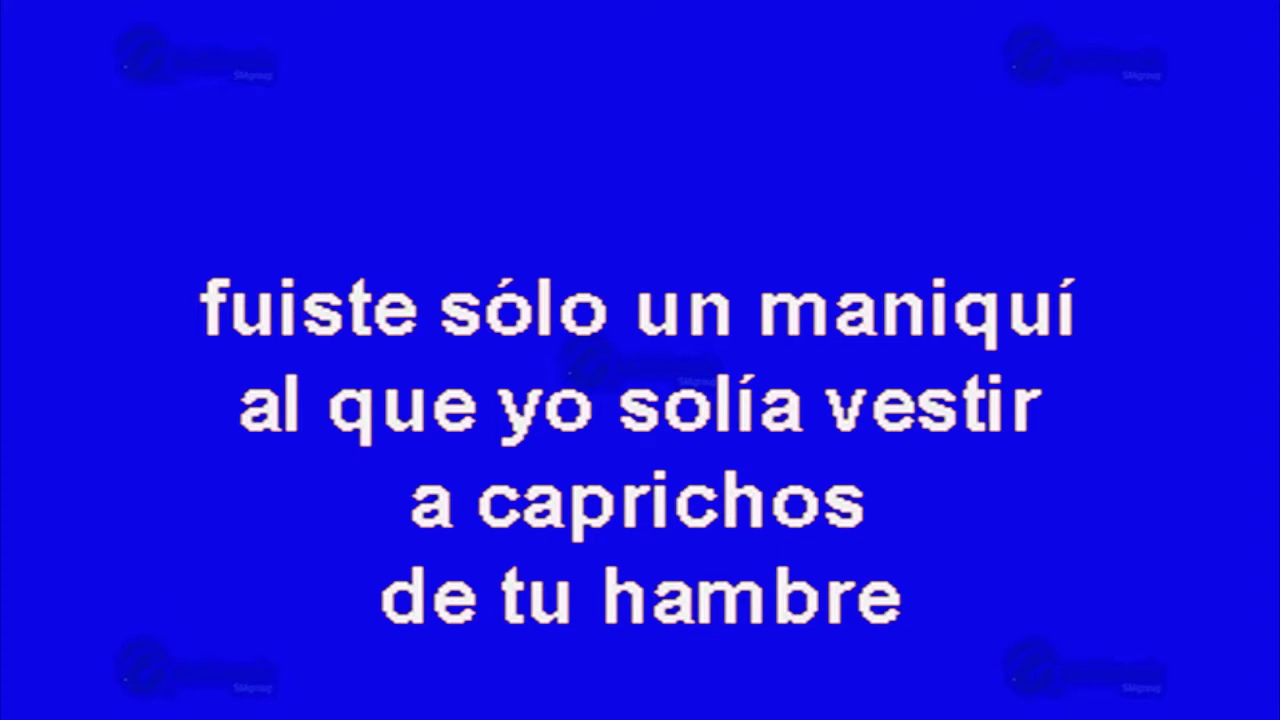 fuiste sólo un maniquí
al que yo solía vestir
a caprichos
de tu hambre